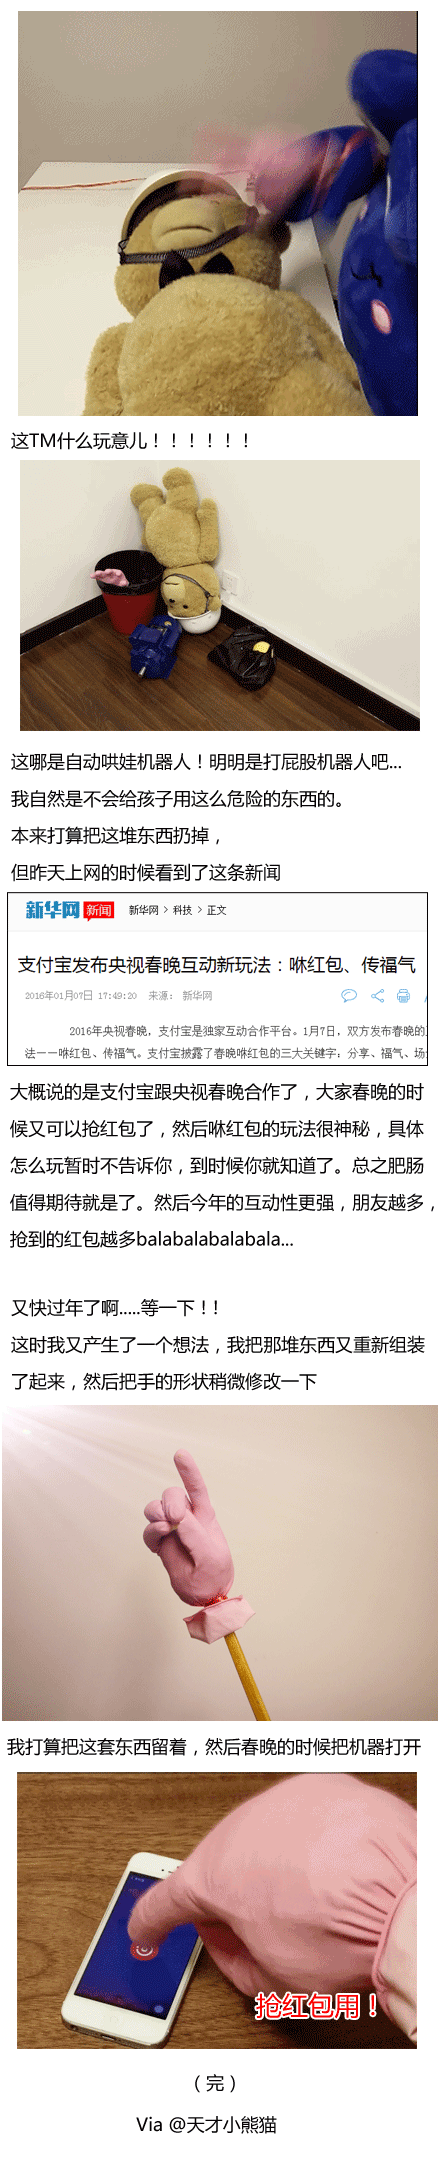 这TM什么玩意儿！！！！！！
这哪是自动哄娃机器人！明明是打屁股机器人吧...
我自然是不会给孩子用这么危险的东西的。
本来打算把这堆东西扔掉，
但昨天上网的时候看到了这条新闻
新华网 新闻 新华网 > 科技 > 正文
支付宝发布央视春晚互动新玩法：咻红包、传福气
2016年01月07日 17:49:20 来源： 新华网
2016年央视春晚，支付宝是独家互动合作平台。1月7日，双方发布春晚的
法——咻红包、传福气。支付宝披露了春晚咻红包的三大关键字：分享、福气、场
大概说的是支付宝跟央视春晚合作了，大家春晚的时
候又可以抢红包了，然后咻红包的玩法很神秘，具体
怎么玩暂时不告诉你，到时候你就知道了。总之肥肠
值得期待就是了。然后今年的互动性更强，朋友越多，
抢到的红包越多balabalabalabala...
又快过年了啊.....等一下！！
这时我又产生了一个想法，我把那堆东西又重新组装
了起来，然后把手的形状稍微修改一下
我打算把这套东西留着，然后春晚的时候把机器打开
抢红包用！
（完）
Via @天才小熊猫